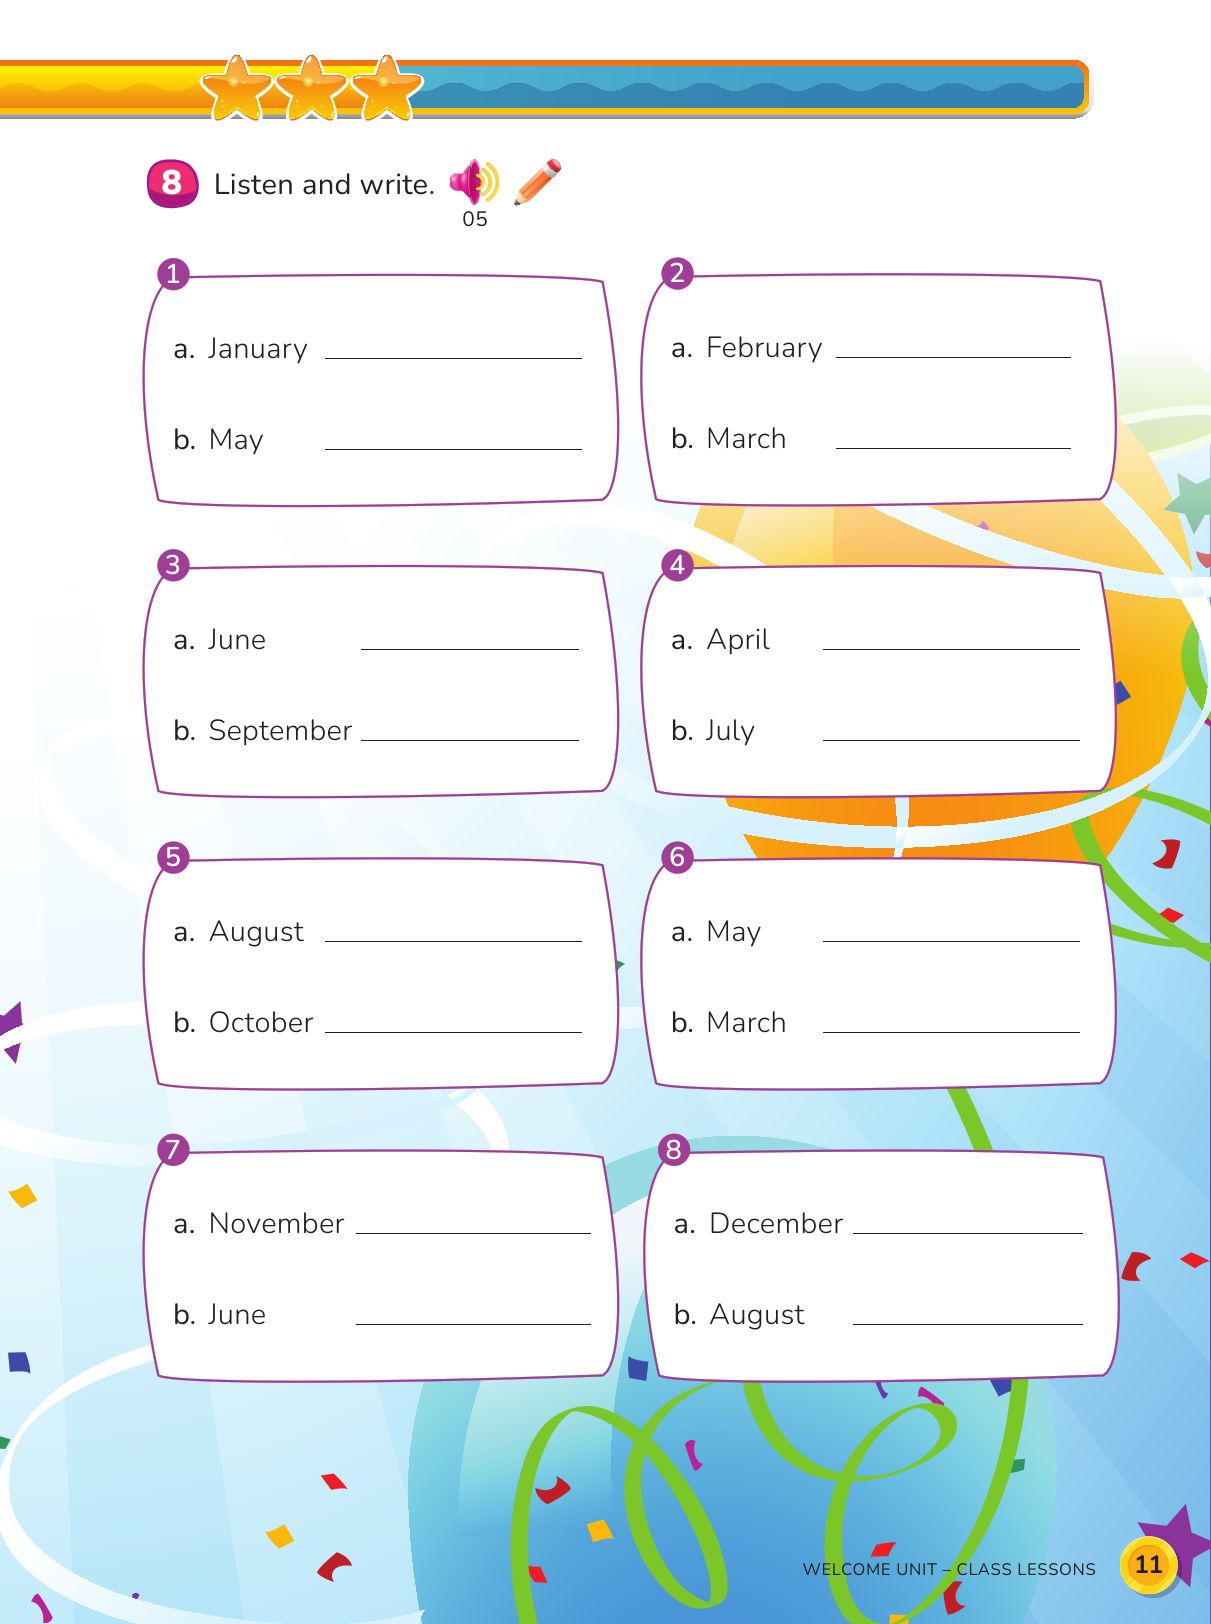 8 Listen and write.
05
1
a. January
b. May
2
a. February
b. March
3
a. June
b. September
4
a. April
b. July
5
a. August
b. October
6
a. May
b. March
7
a. November
b. June
8
a. December
b. August
WELCOME UNIT – CLASS LESSONS 11